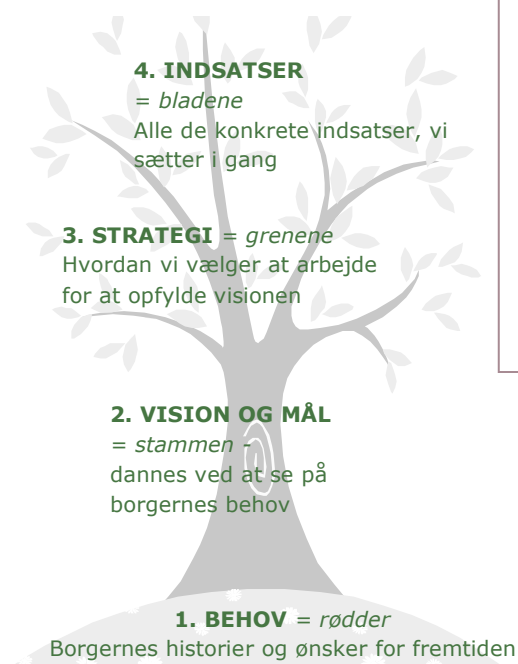 4. INDSATSER
= bladene
Alle de konkrete indsatser, vi
sætter i gang
3. STRATEGI = grenene
Hvordan vi vælger at arbejde
for at opfylde visionen
2. VISION OG MÅL
= stammen -
dannes ved at se på
borgernes behov
1. BEHOV = rødder
Borgernes historier og ønsker for fremtiden